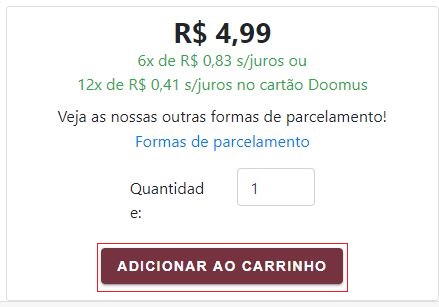 R$ 4,99
6x de R$ 0,83 s/juros ou
12x de R$ 0,41 s/juros no cartão Doomus
Veja as nossas outras formas de parcelamento!
Formas de parcelamento
Quantidad
e:
1
ADICIONAR AO CARRINHO